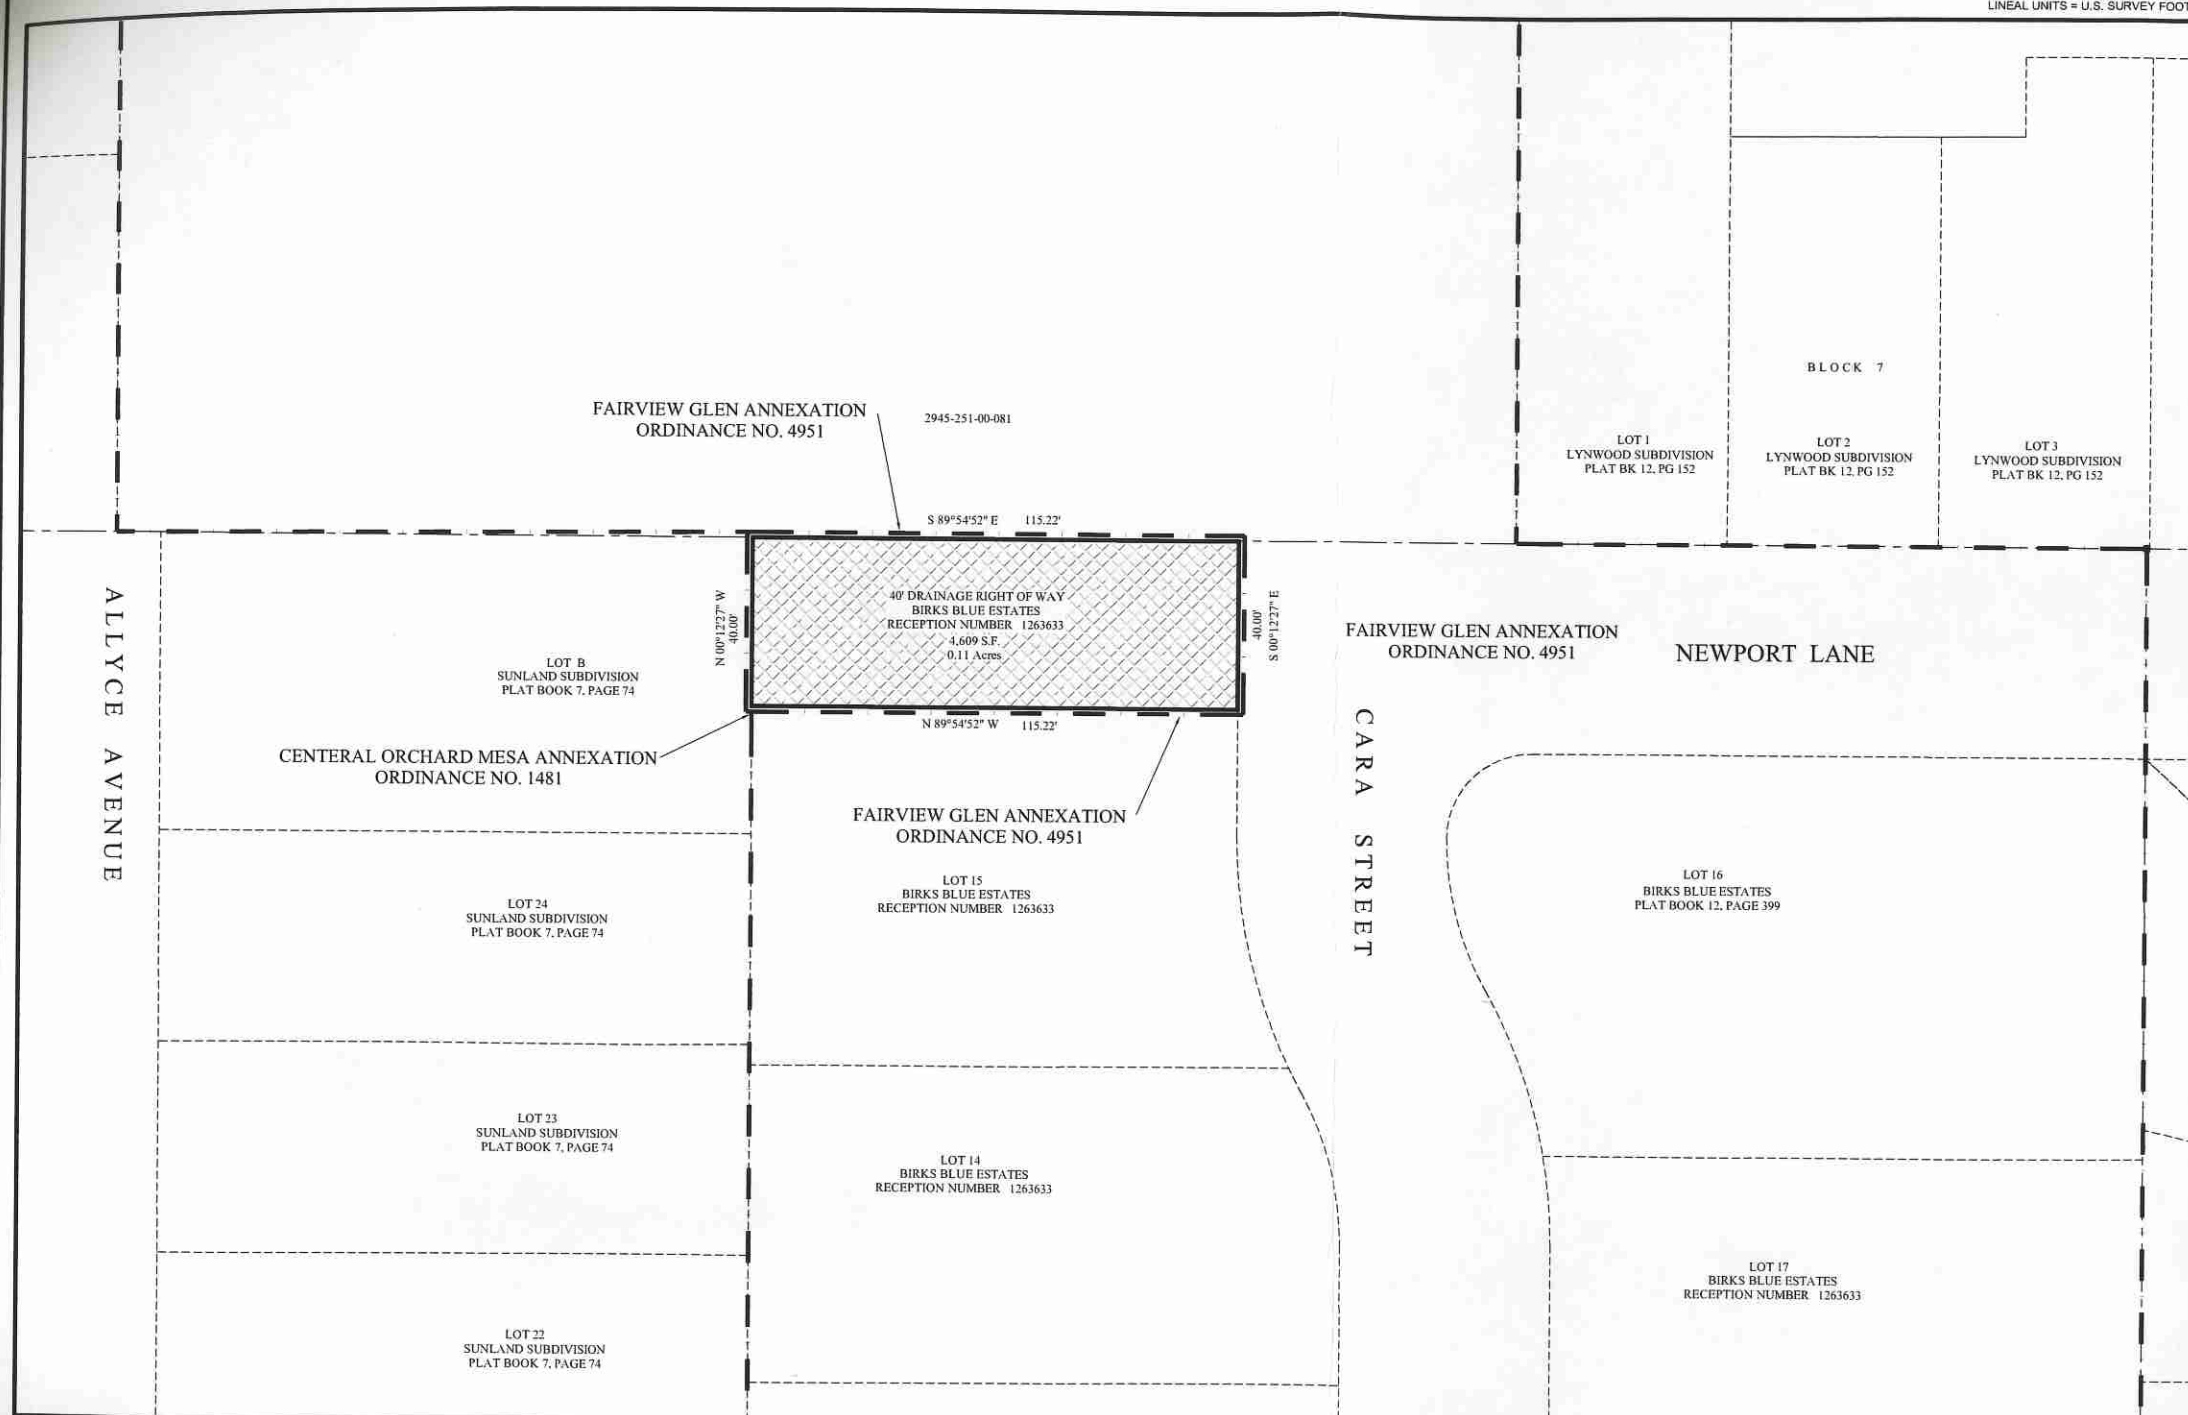 LINEAL UNITS = U.S. SURVEY FOOT
BLOCK 7
FAIRVIEW GLEN ANNEXATION
ORDINANCE NO. 4951
2945-251-00-081
LOT 1
LYNWOOD SUBDIVISION
PLAT BK 12, PG 152
LOT 2
LYNWOOD SUBDIVISION
PLAT BK 12, PG 152
LOT 3
LYNWOOD SUBDIVISION
PLAT BK 12, PG 152
S 89°54'52" E 115.22'
N 00°12'27" W
40.00'
40' DRAINAGE RIGHT OF WAY
BIRKS BLUE ESTATES
RECEPTION NUMBER 1263633
4,609 S.F.
0.11 Acres
40.00'
S 00°12'27" E
N 89°54'52" W 115.22'
FAIRVIEW GLEN ANNEXATION
ORDINANCE NO. 4951
NEWPORT LANE
ALLYCE AVENUE
LOT B
SUNLAND SUBDIVISION
PLAT BOOK 7, PAGE 74
CENTRAL ORCHARD MESA ANNEXATION
ORDINANCE NO. 1481
FAIRVIEW GLEN ANNEXATION
ORDINANCE NO. 4951
CARA STREET
LOT 15
BIRKS BLUE ESTATES
RECEPTION NUMBER 1263633
LOT 16
BIRKS BLUE ESTATES
PLAT BOOK 12, PAGE 399
LOT 24
SUNLAND SUBDIVISION
PLAT BOOK 7, PAGE 74
LOT 23
SUNLAND SUBDIVISION
PLAT BOOK 7, PAGE 74
LOT 14
BIRKS BLUE ESTATES
RECEPTION NUMBER 1263633
LOT 17
BIRKS BLUE ESTATES
RECEPTION NUMBER 1263633
LOT 22
SUNLAND SUBDIVISION
PLAT BOOK 7, PAGE 74